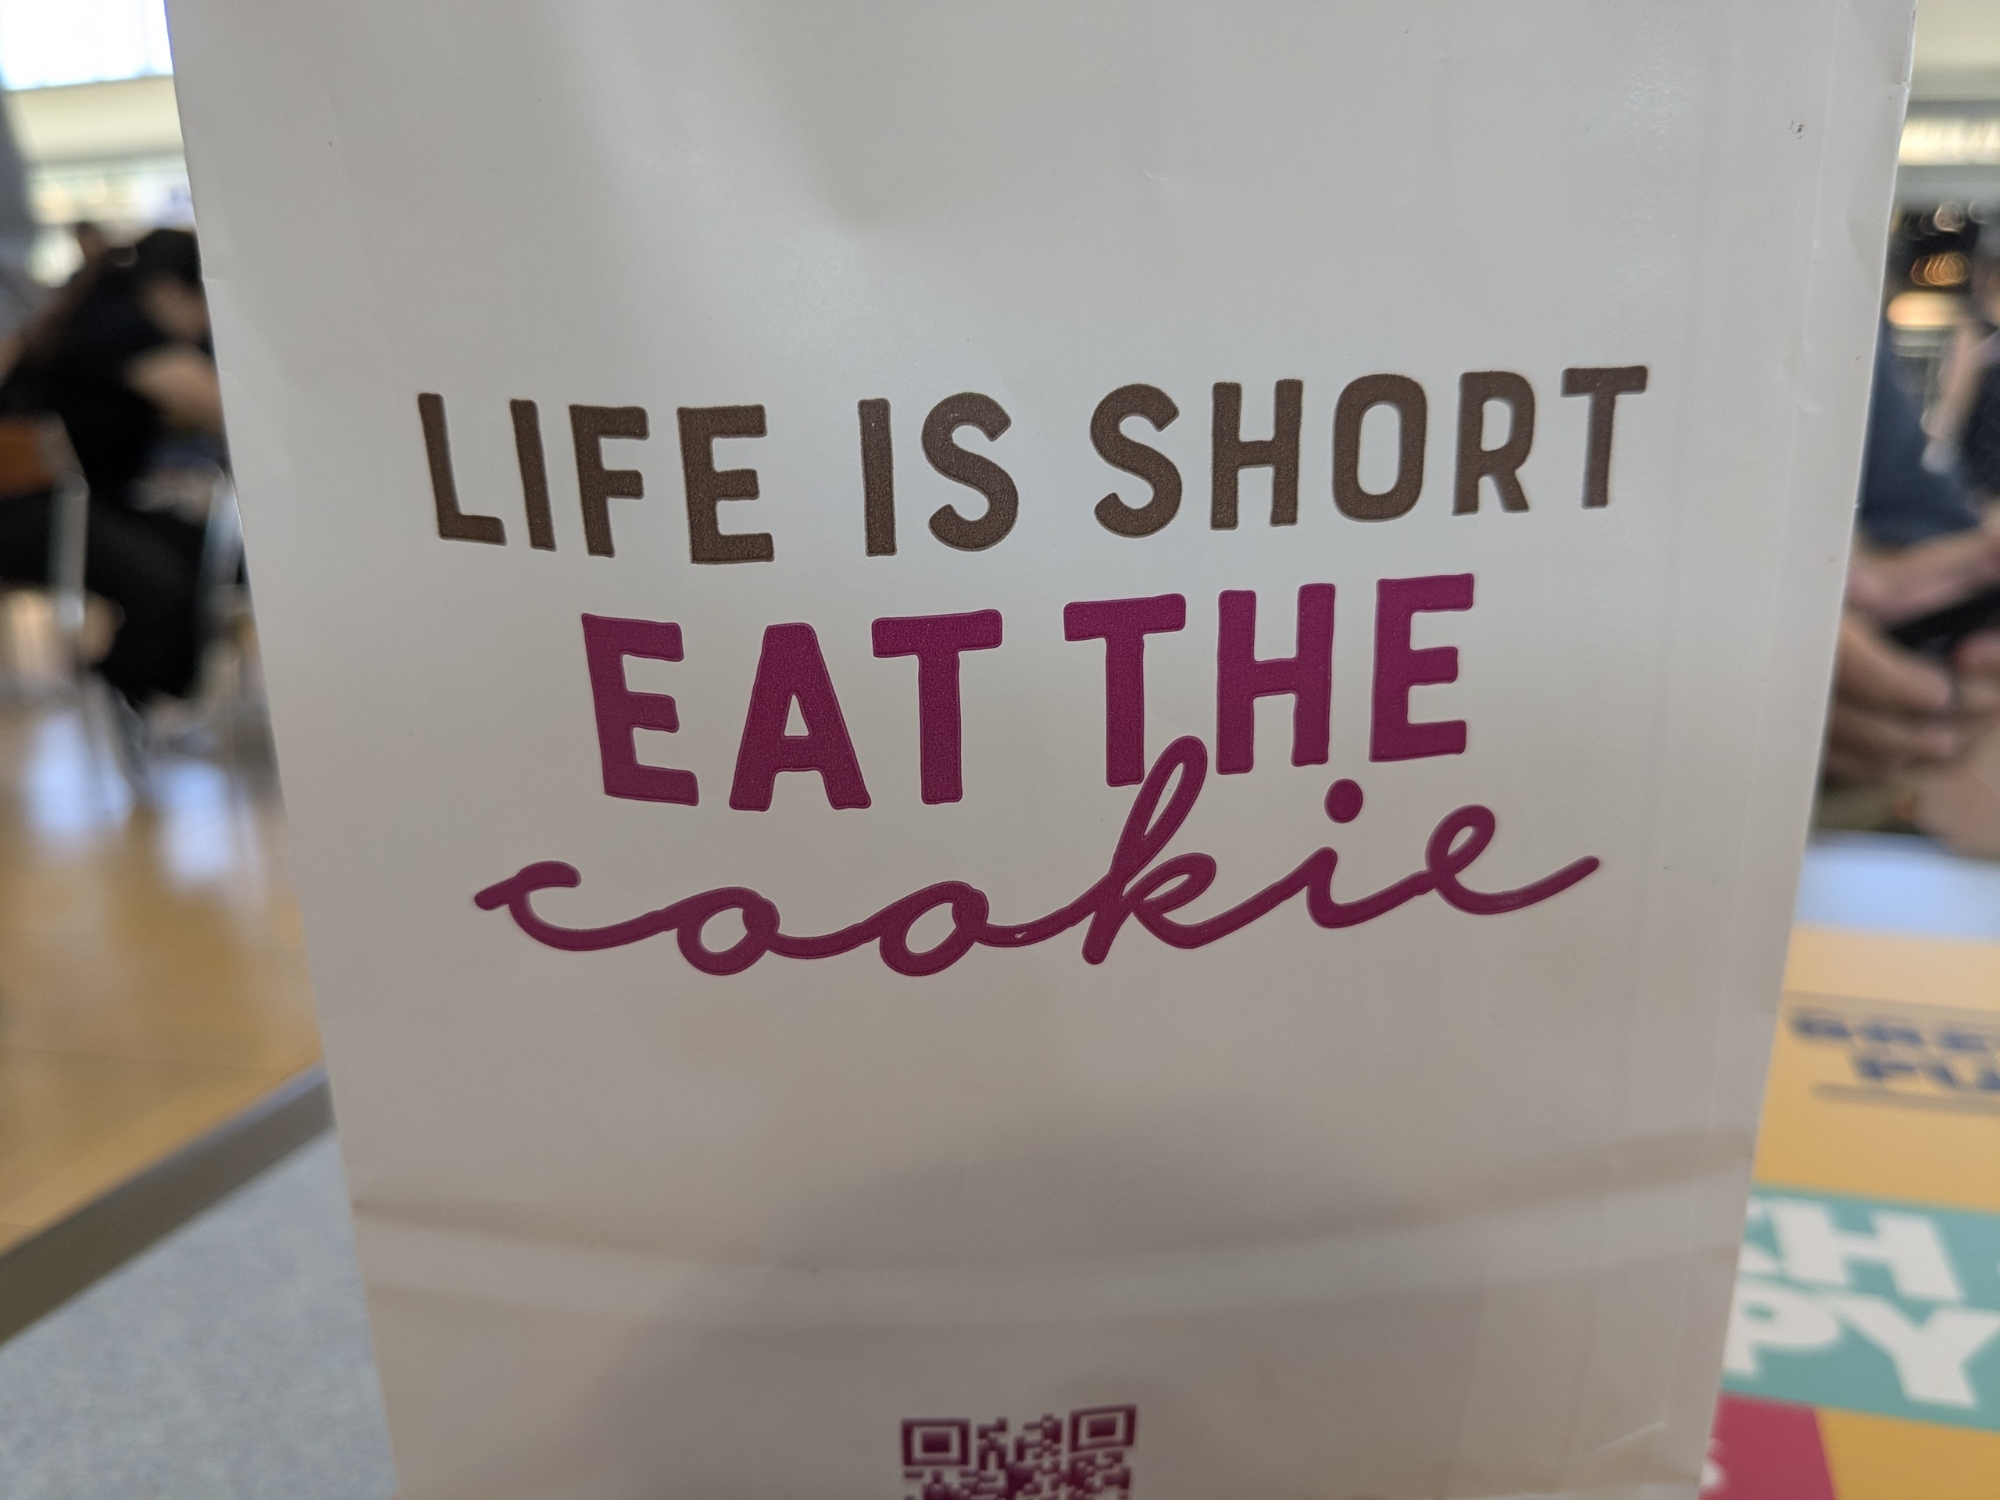 LIFE IS SHORT
EAT THE
cookie